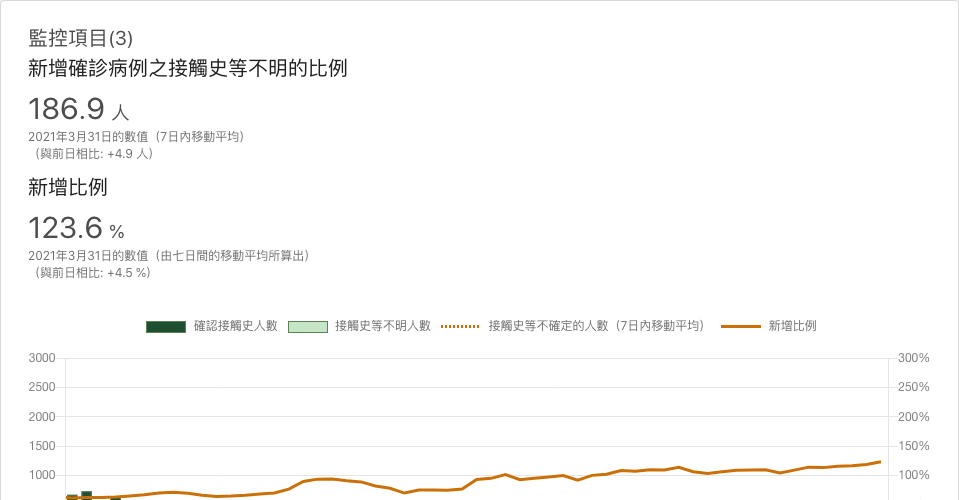 監控項目(3)
新增確診病例之接觸史等不明的比例
186.9 人
2021年3月31日的數值（7日內移動平均）
（與前日相比: +4.9 人）
新增比例
123.6 %
2021年3月31日的數值（由七日間的移動平均所算出）
（與前日相比: +4.5 %）
確認接觸史人數 接觸史等不明人數 接觸史等不確定的人數（7日內移動平均） 新增比例
3000 300%
2500 250%
2000 200%
1500 150%
1000 100%